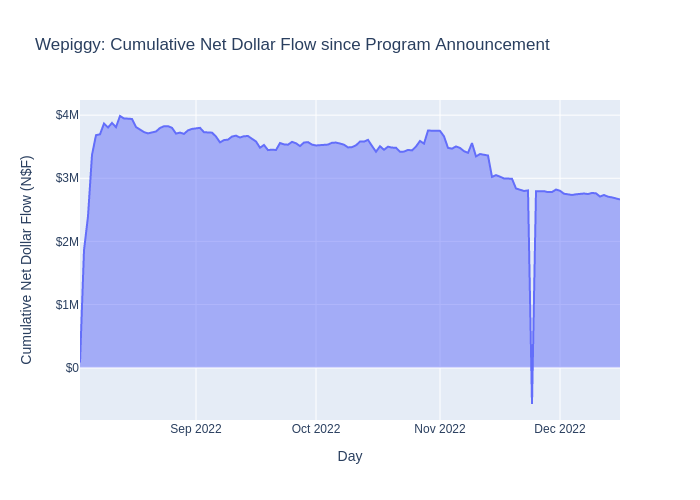 Wepiggy: Cumulative Net Dollar Flow since Program Announcement
Cumulative Net Dollar Flow (N$F)
$4M
$3M
$2M
$1M
$0
Sep 2022
Oct 2022
Nov 2022
Dec 2022
Day